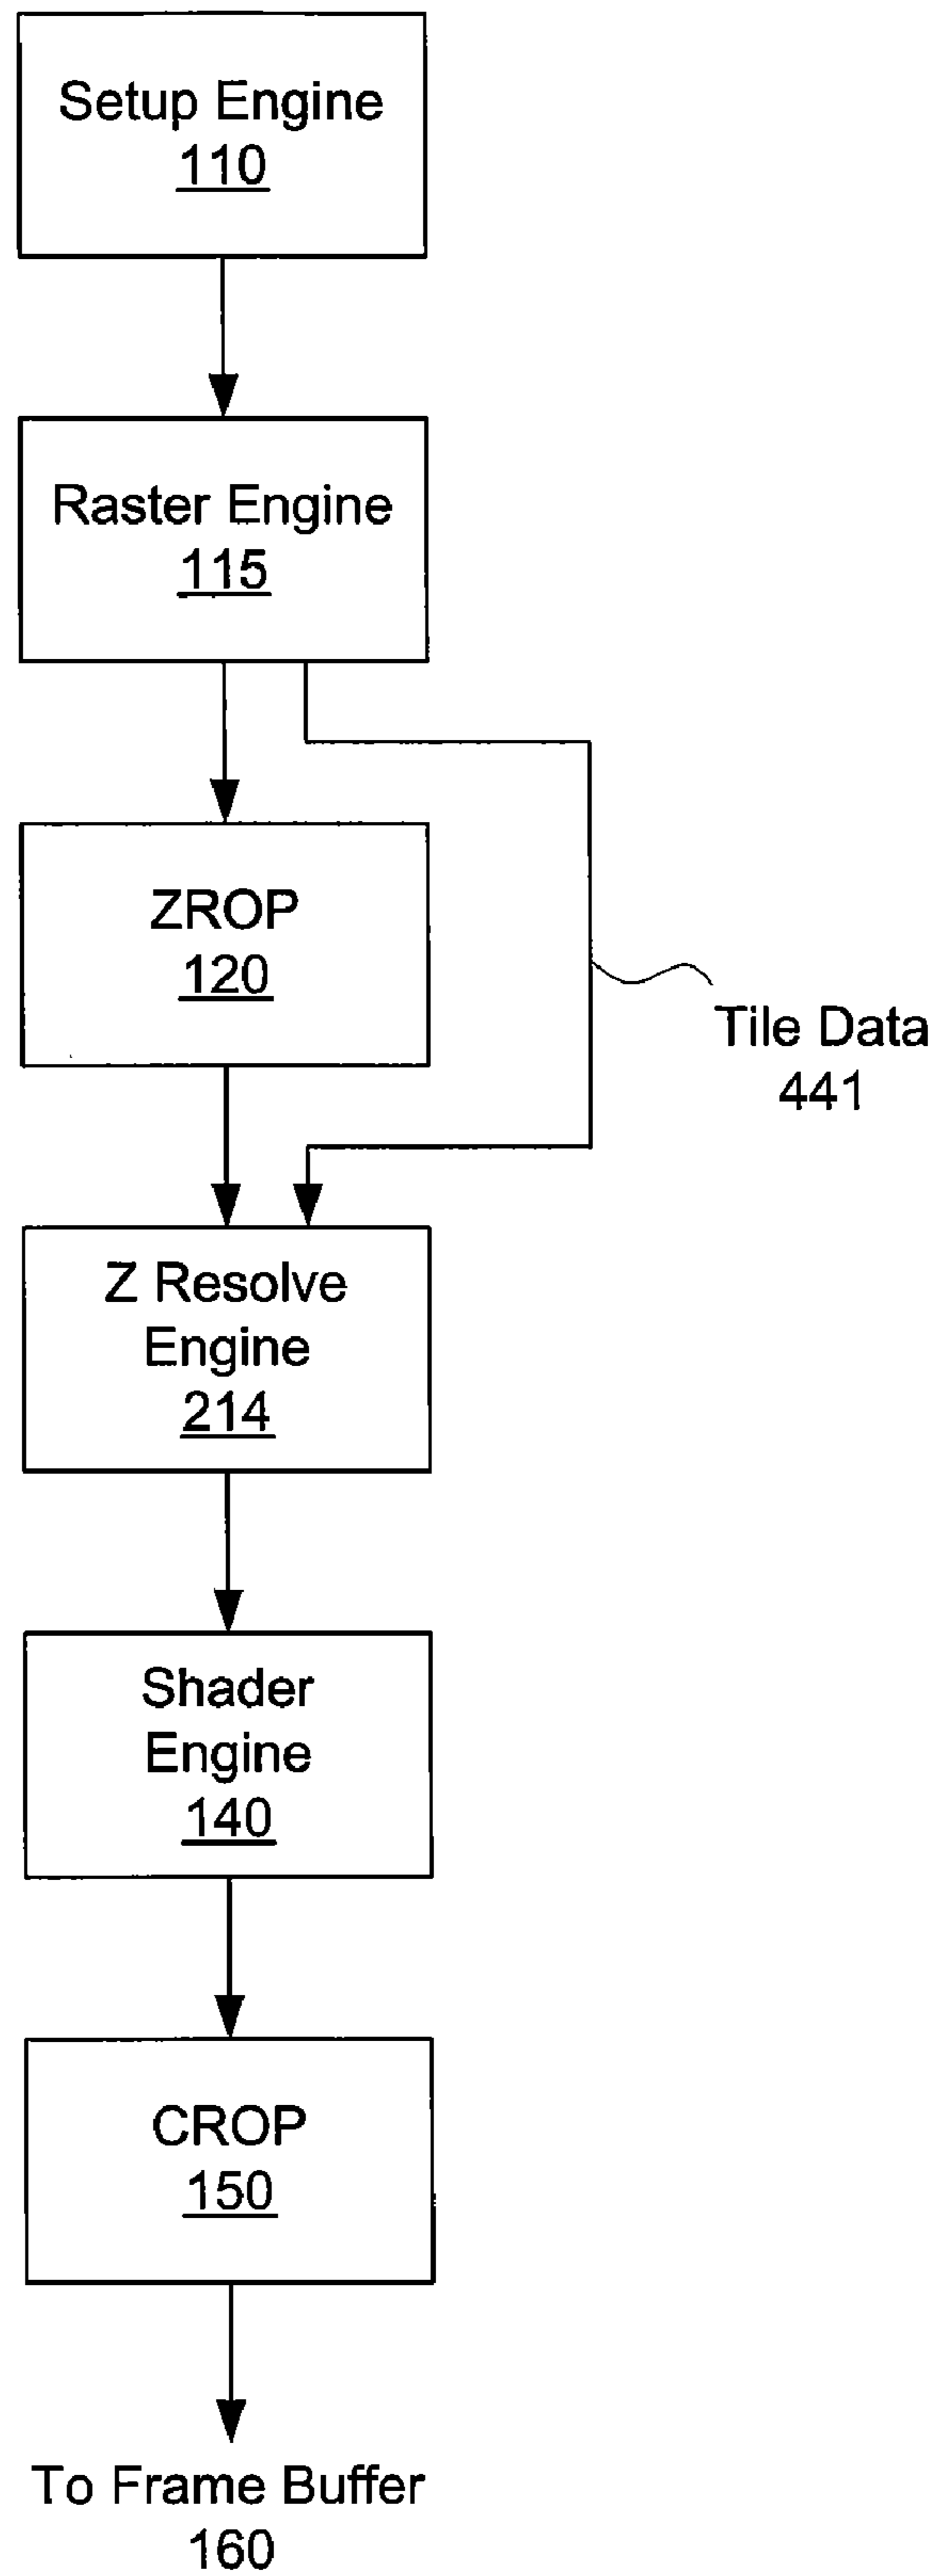 Setup Engine
110
Raster Engine
115
ZROP
120
Tile Data
441
Z Resolve
Engine
214
Shader
Engine
140
CROP
150
To Frame Buffer
160